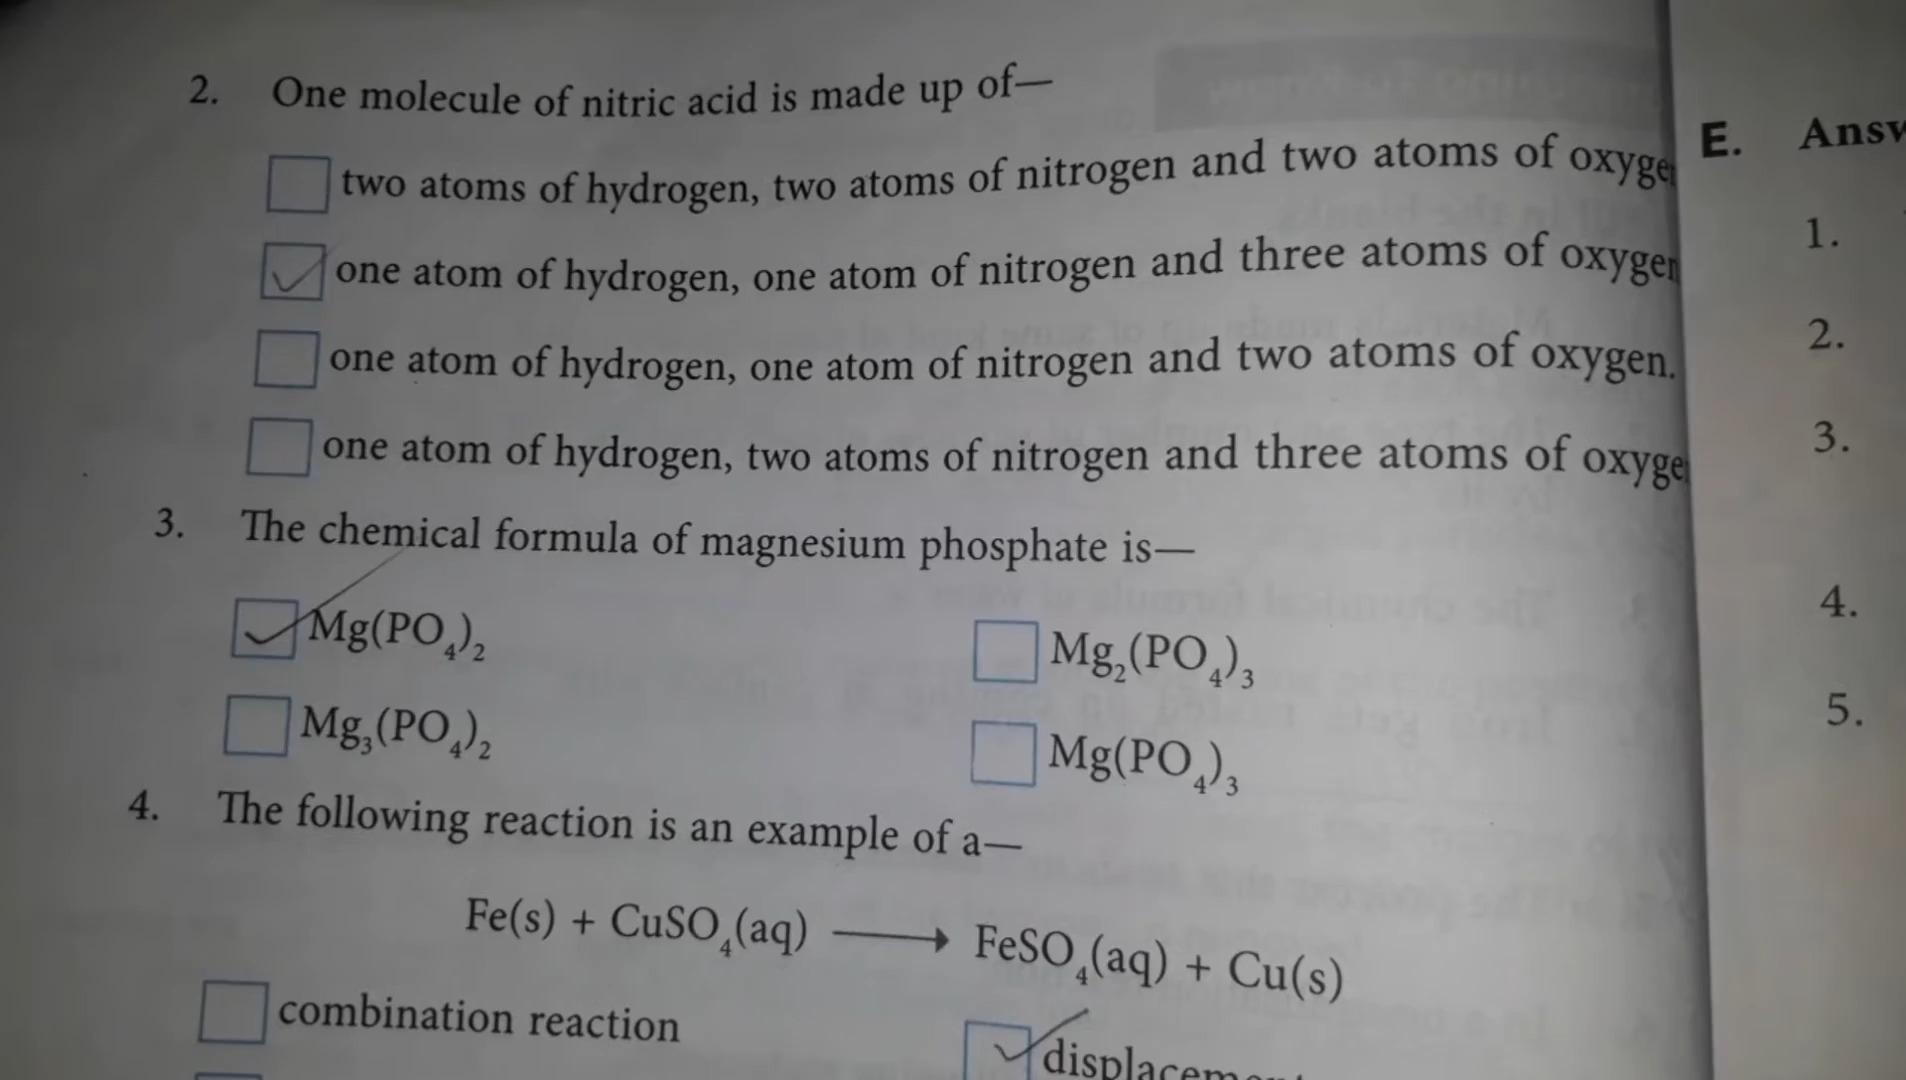 2. One molecule of nitric acid is made up of—
two atoms of hydrogen, two atoms of nitrogen and two atoms of
one atom of hydrogen, one atom of nitrogen and three atoms of oxygen
one atom of hydrogen, one atom of nitrogen and two atoms of oxygen.
one atom of hydrogen, two atoms of nitrogen and three atoms of
3. The chemical formula of magnesium phosphate is—
Mg(PO₄)₂ Mg₂(PO₄)₃
Mg₃(PO₄)₂ Mg(PO₄)₃
4. The following reaction is an example of a—
Fe(s) + CuSO₄(aq) ⟶ FeSO₄(aq) + Cu(s)
combination reaction
E.
1.
2.
3.
4.
5.